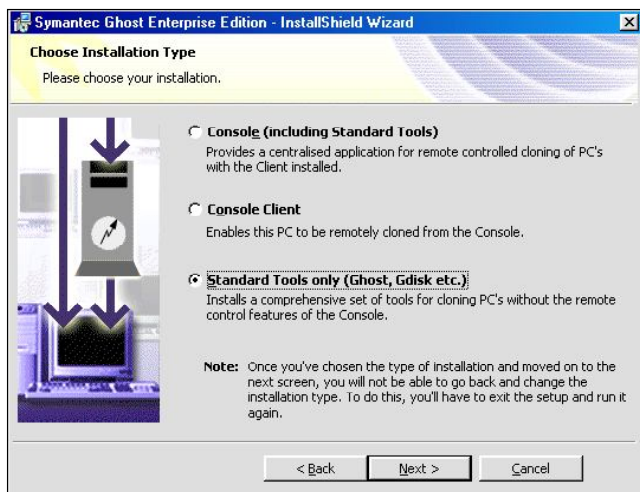 Symantec Ghost Enterprise Edition - InstallShield Wizard
Choose Installation Type
Please choose your installation.
Console (including Standard Tools)
Provides a centralised application for remote controlled cloning of PC's
with the Client installed.
Console Client
Enables this PC to be remotely cloned from the Console.
Standard Tools only (Ghost, Gdisk etc.)
Installs a comprehensive set of tools for cloning PC's without the remote
control features of the Console.
Note: Once you've chosen the type of installation and moved on to the
next screen, you will not be able to go back and change the
installation type. To do this, you'll have to exit the setup and run it
again.
< Back Next > Cancel